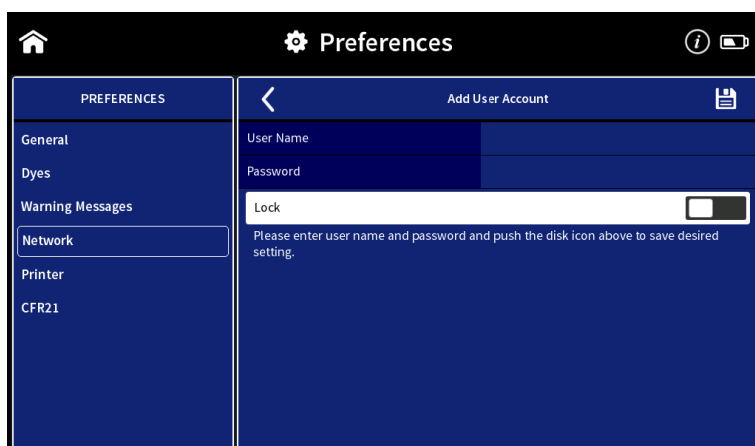 Preferences
PREFERENCES
General
Dyes
Warning Messages
Network
Printer
CFR21
Add User Account
User Name
Password
Lock
Please enter user name and password and push the disk icon above to save desired
setting.